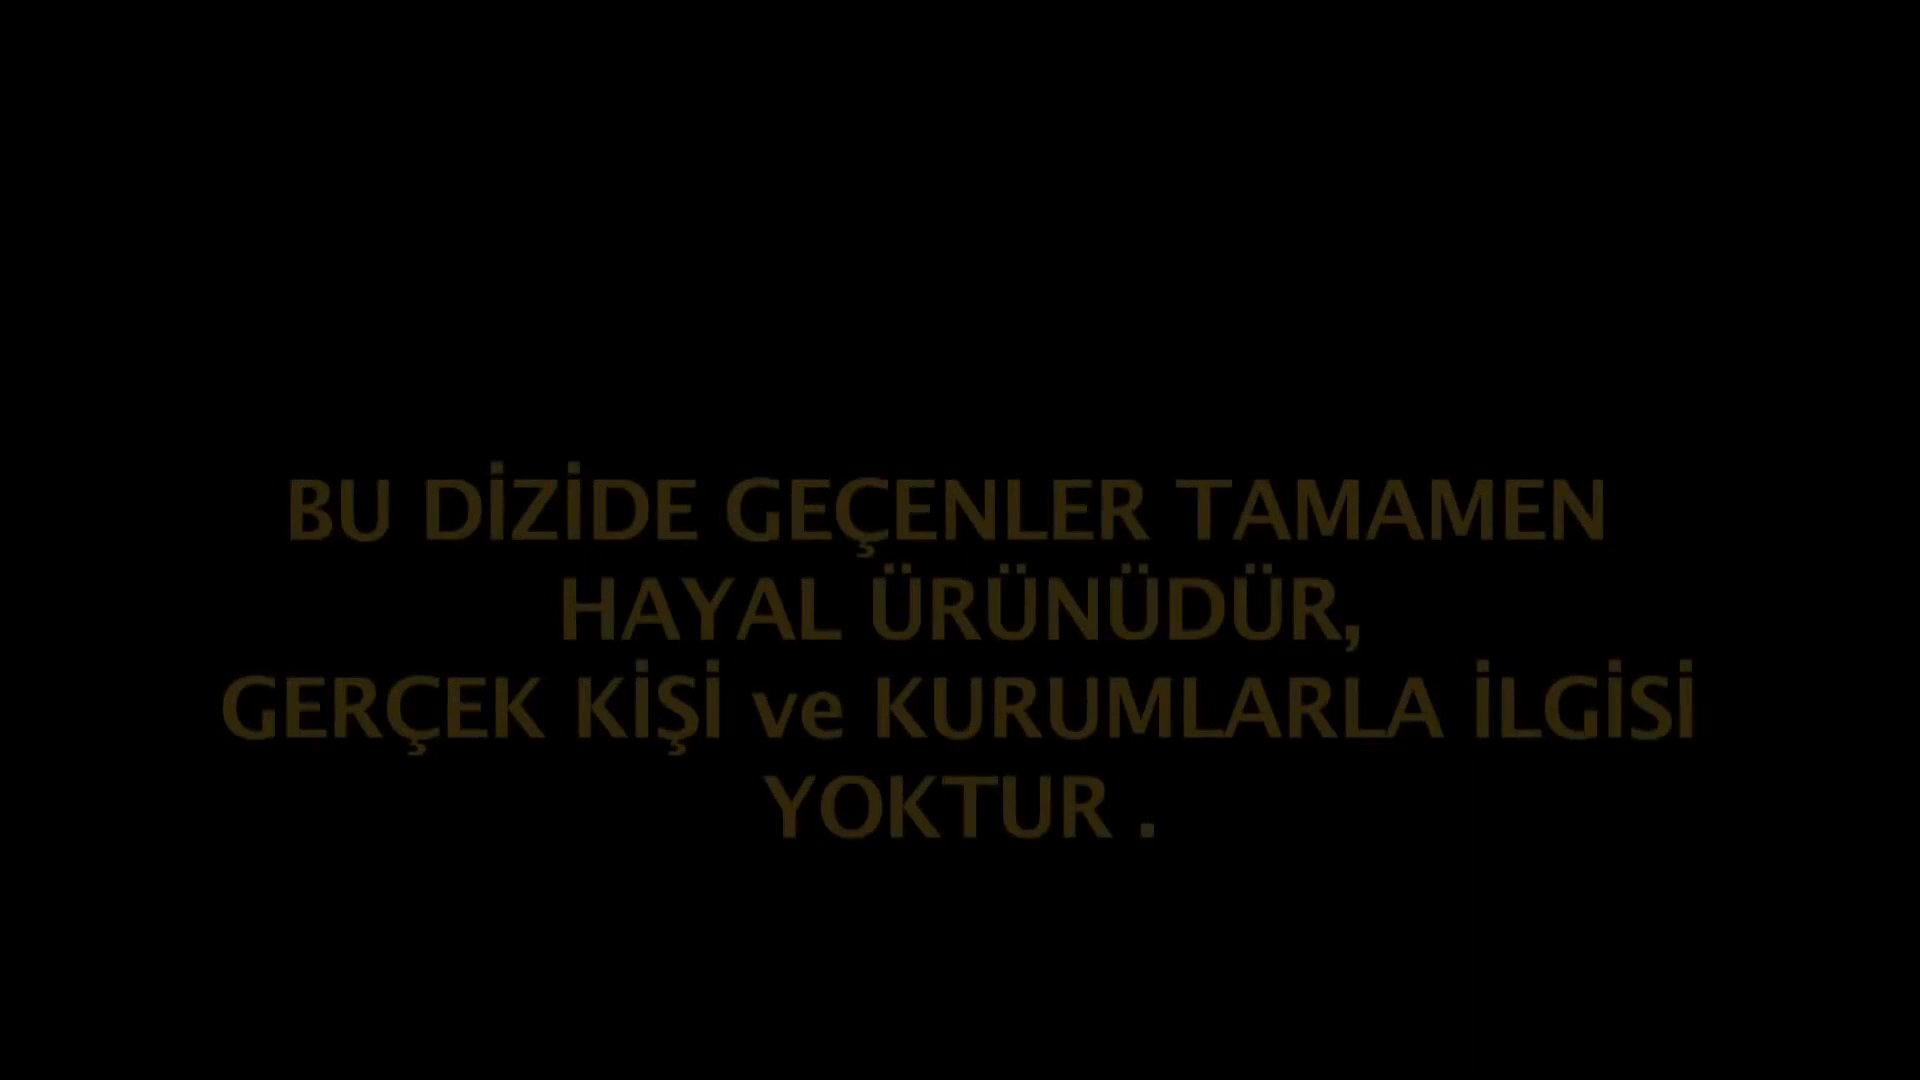 BU DİZİDE GEÇENLER TAMAMEN
HAYAL ÜRÜNÜDÜR,
GERÇEK KİŞİ ve KURUMLARLA İLGİSİ
YOKTUR .